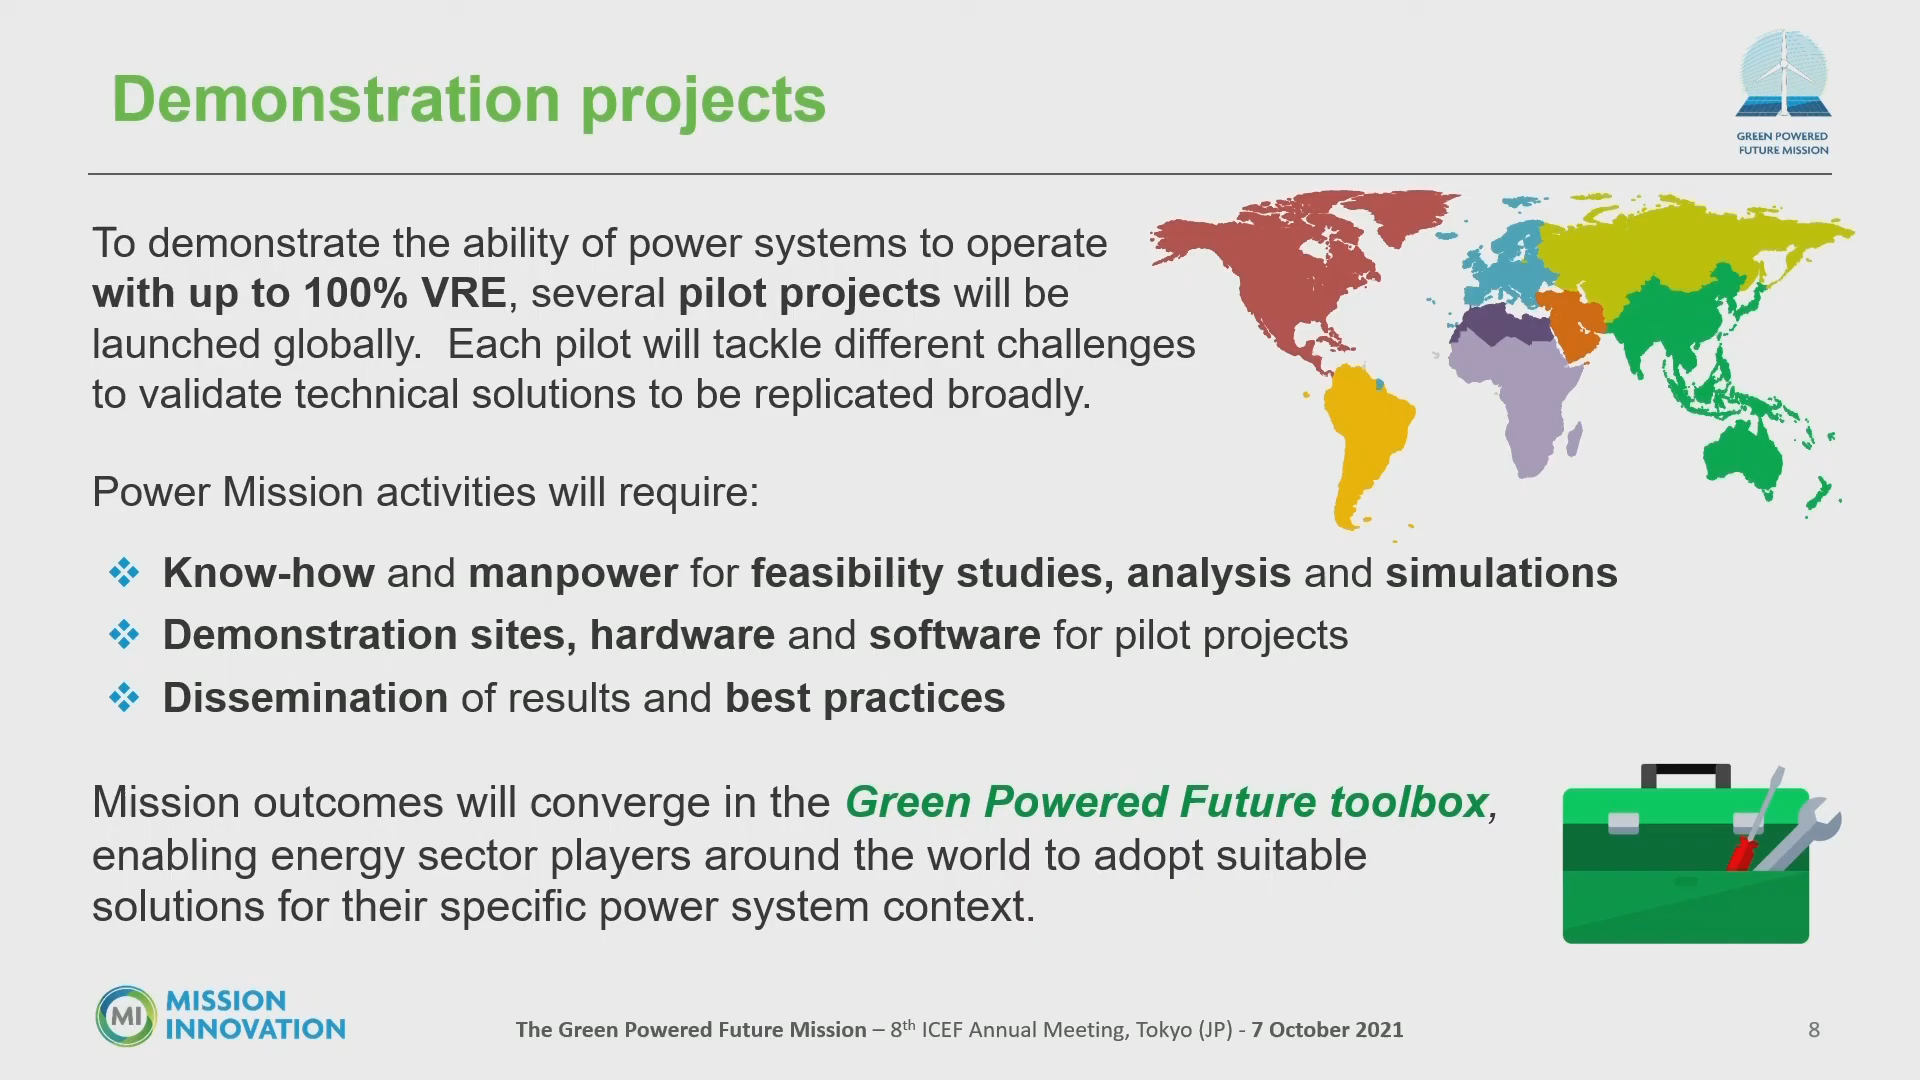 Demonstration projects
GREEN POWERED
FUTURE MISSION
To demonstrate the ability of power systems to operate
with up to 100% VRE, several pilot projects will be
launched globally.  Each pilot will tackle different challenges
to validate technical solutions to be replicated broadly.
Power Mission activities will require:
❖ Know-how and manpower for feasibility studies, analysis and simulations
❖ Demonstration sites, hardware and software for pilot projects
❖ Dissemination of results and best practices
Mission outcomes will converge in the Green Powered Future toolbox,
enabling energy sector players around the world to adopt suitable
solutions for their specific power system context.
MI
MISSION
INNOVATION
The Green Powered Future Mission – 8th ICEF Annual Meeting, Tokyo (JP) - 7 October 2021
8